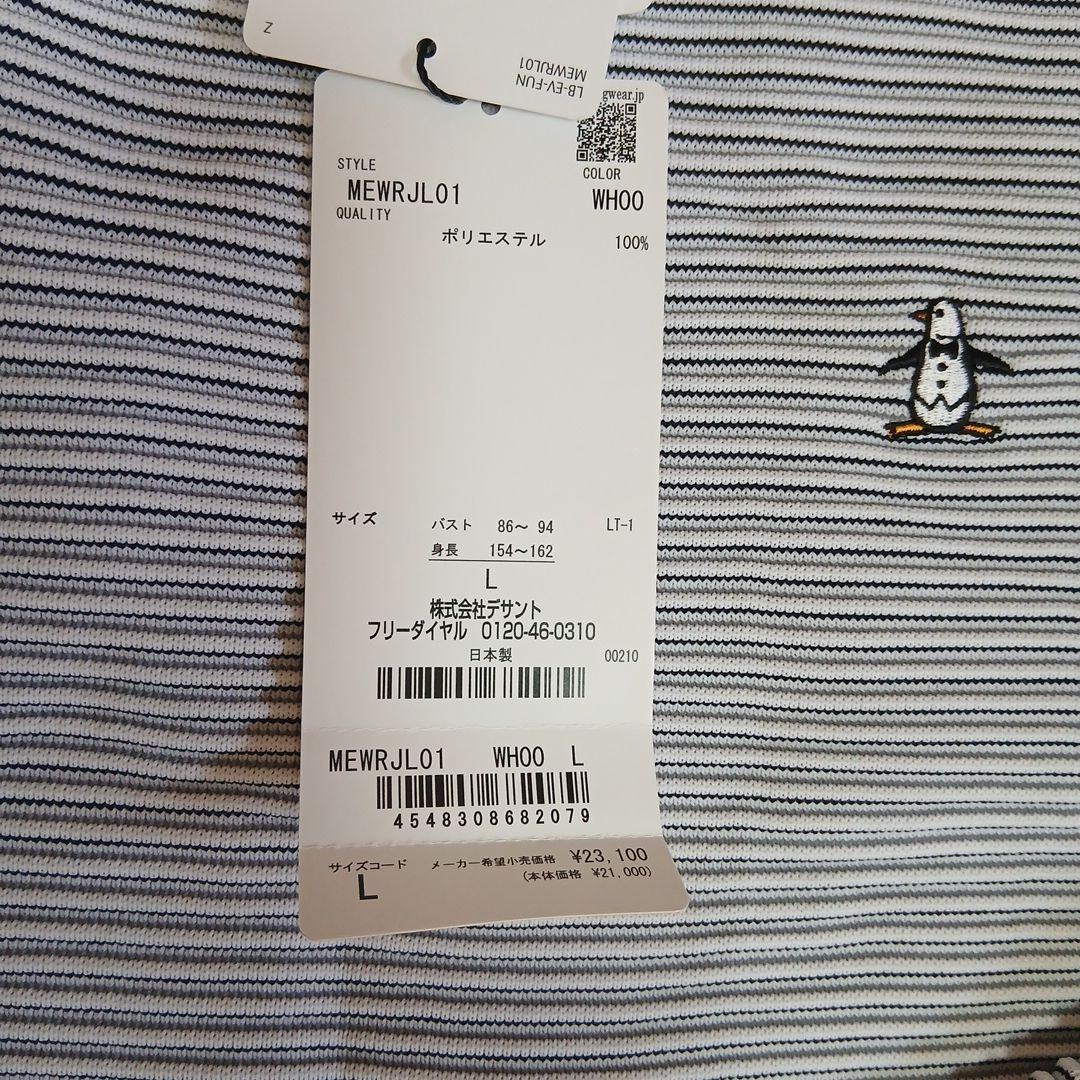 Z
LB-EV-FUN
MEWRJL01
gwear.jp
STYLE
COLOR
MEWRJL01
WH00
QUALITY
ポリエステル 100%
サイズ バスト 86～ 94 LT-1
身長 154～162
L
株式会社デサント
フリーダイヤル 0120-46-0310
日本製 00210
MEWRJL01 WH00 L
4548308682079
サイズコード メーカー希望小売価格 ¥23,100
L (本体価格 ¥21,000)